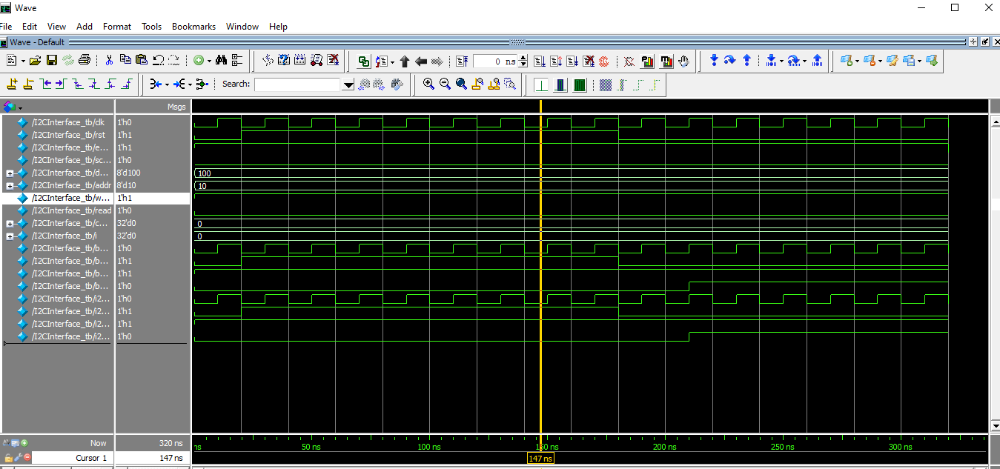 Wave
File Edit View Add Format Tools Bookmarks Window Help
Wave - Default
0 ns
Search:
Msgs
/I2CInterface_tb/clk 1'h0
/I2CInterface_tb/rst 1'h1
/I2CInterface_tb/e... 1'h1
/I2CInterface_tb/sc... 1'h0
/I2CInterface_tb/d... 8'd100 100
/I2CInterface_tb/addr 8'd10 10
/I2CInterface_tb/w... 1'h1
/I2CInterface_tb/read 1'h0
/I2CInterface_tb/c... 32'd0 0
/I2CInterface_tb/i 32'd0 0
/I2CInterface_tb/b... 1'h0
/I2CInterface_tb/b... 1'h1
/I2CInterface_tb/b... 1'h1
/I2CInterface_tb/b... 1'h0
/I2CInterface_tb/i2... 1'h0
/I2CInterface_tb/i2... 1'h1
/I2CInterface_tb/i2... 1'h1
/I2CInterface_tb/i2... 1'h0
Now 320 ns ns 50 ns 100 ns 150 ns 200 ns 250 ns 300 ns
Cursor 1 147 ns 147 ns